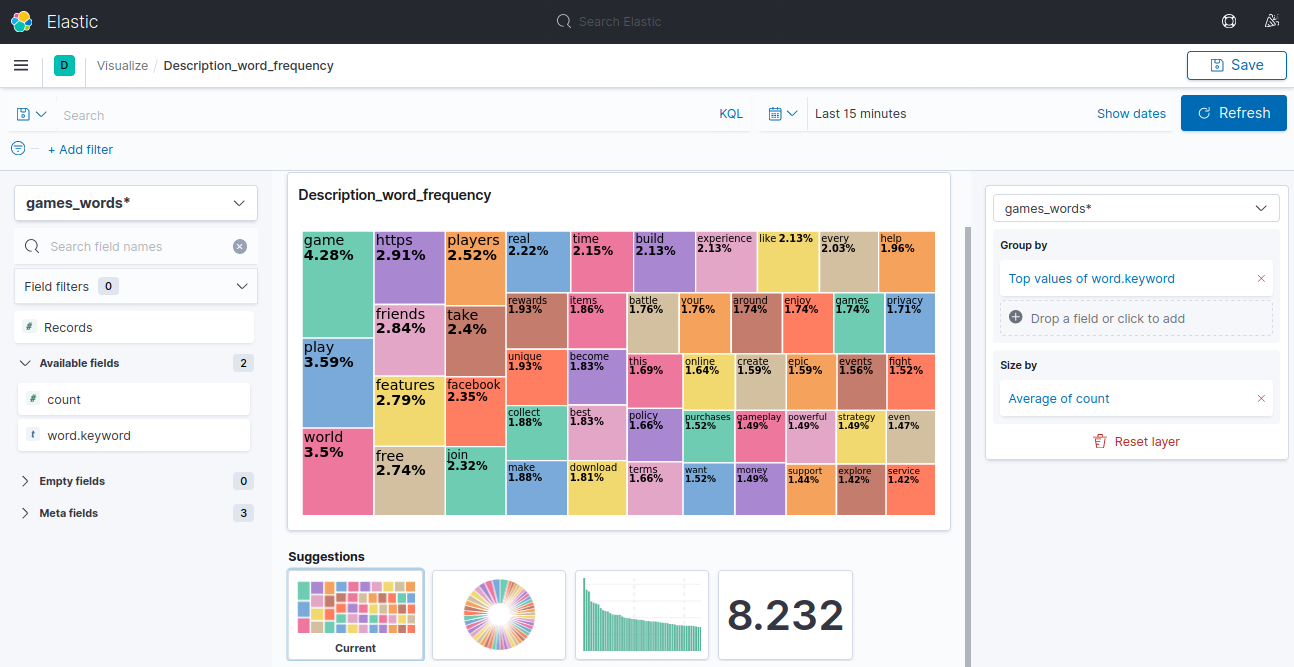 Elastic
Search Elastic
D
Visualize / Description_word_frequency
Save
Search
KQL
Last 15 minutes
Show dates
Refresh
+ Add filter
games_words*
Search field names
Field filters 0
# Records
Available fields 2
# count
t word.keyword
Empty fields 0
Meta fields 3
Description_word_frequency
game
4.28%
play
3.59%
world
3.5%
https
2.91%
friends
2.84%
features
2.79%
free
2.74%
players
2.52%
take
2.4%
facebook
2.35%
join
2.32%
real
2.22%
time
2.15%
build
2.13%
experience
2.13%
like 2.13%
every
2.03%
help
1.96%
rewards
1.93%
unique
1.93%
collect
1.88%
make
1.88%
items
1.86%
become
1.83%
best
1.83%
download
1.81%
battle
1.76%
your
1.76%
around
1.74%
enjoy
1.74%
games
1.74%
privacy
1.71%
this
1.69%
policy
1.66%
terms
1.66%
online
1.64%
create
1.59%
epic
1.59%
events
1.56%
fight
1.52%
purchases
1.52%
want
1.52%
gameplay
1.49%
money
1.49%
powerful
1.49%
strategy
1.49%
even
1.47%
support
1.44%
explore
1.42%
service
1.42%
Suggestions
Current
8.232
games_words*
Group by
Top values of word.keyword
Drop a field or click to add
Size by
Average of count
Reset layer